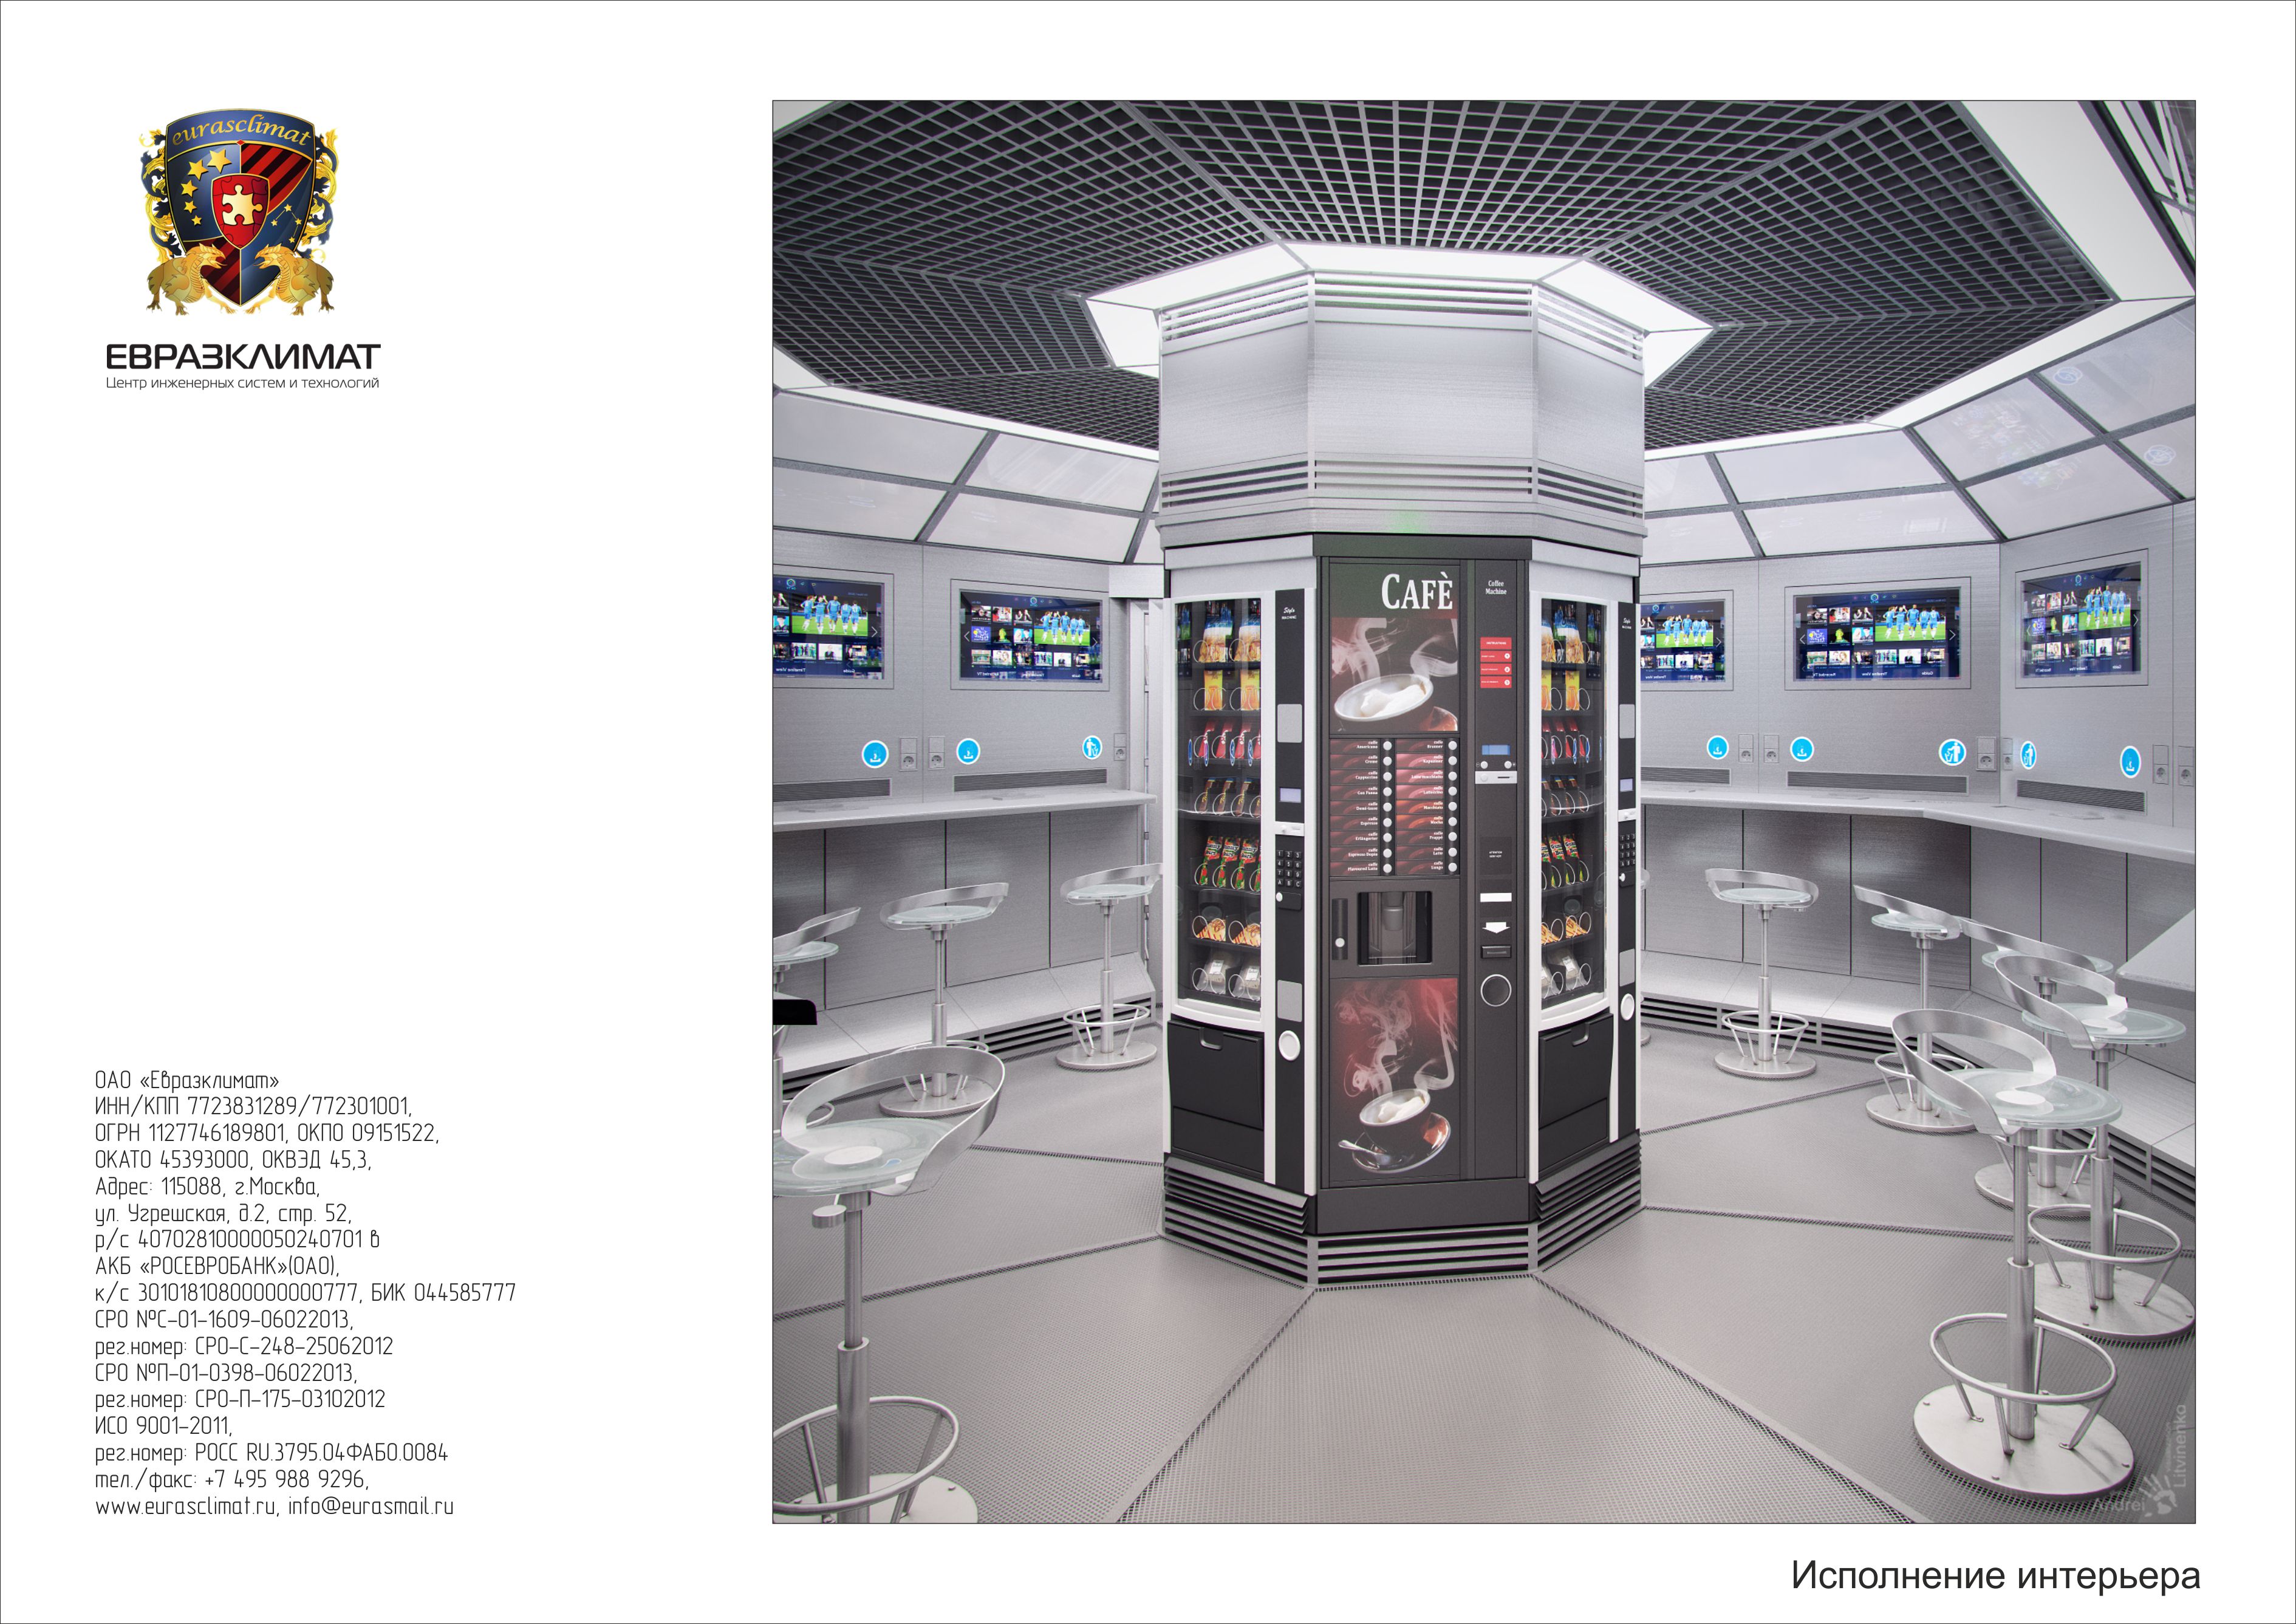 eurasclimat
ЕВРАЗКЛИМАТ
Центр инженерных систем и технологий
CAFÈ
Coffee
Machine
Style
ОАО «Евразклимат»
ИНН/КПП 7723831289/772301001,
ОГРН 1127746189801, ОКПО 09151522,
ОКАТО 45393000, ОКВЭД 45,3,
Адрес: 115088, г.Москва,
ул. Угрешская, д.2, стр. 52,
р/с 40702810000050240701 в
АКБ «РОСЕВРОБАНК»(ОАО),
к/с 30101810800000000777, БИК 044585777
СРО №С-01-1609-06022013,
рег.номер: СРО-С-248-25062012
СРО №П-01-0398-06022013,
рег.номер: СРО-П-175-03102012
ИСО 9001-2011,
рег.номер: РОСС RU.3795.04ФАБ0.0084
тел./факс: +7 495 988 9296,
www.eurasclimat.ru, info@eurasmail.ru
Andrei
Litvinenko
Исполнение интерьера